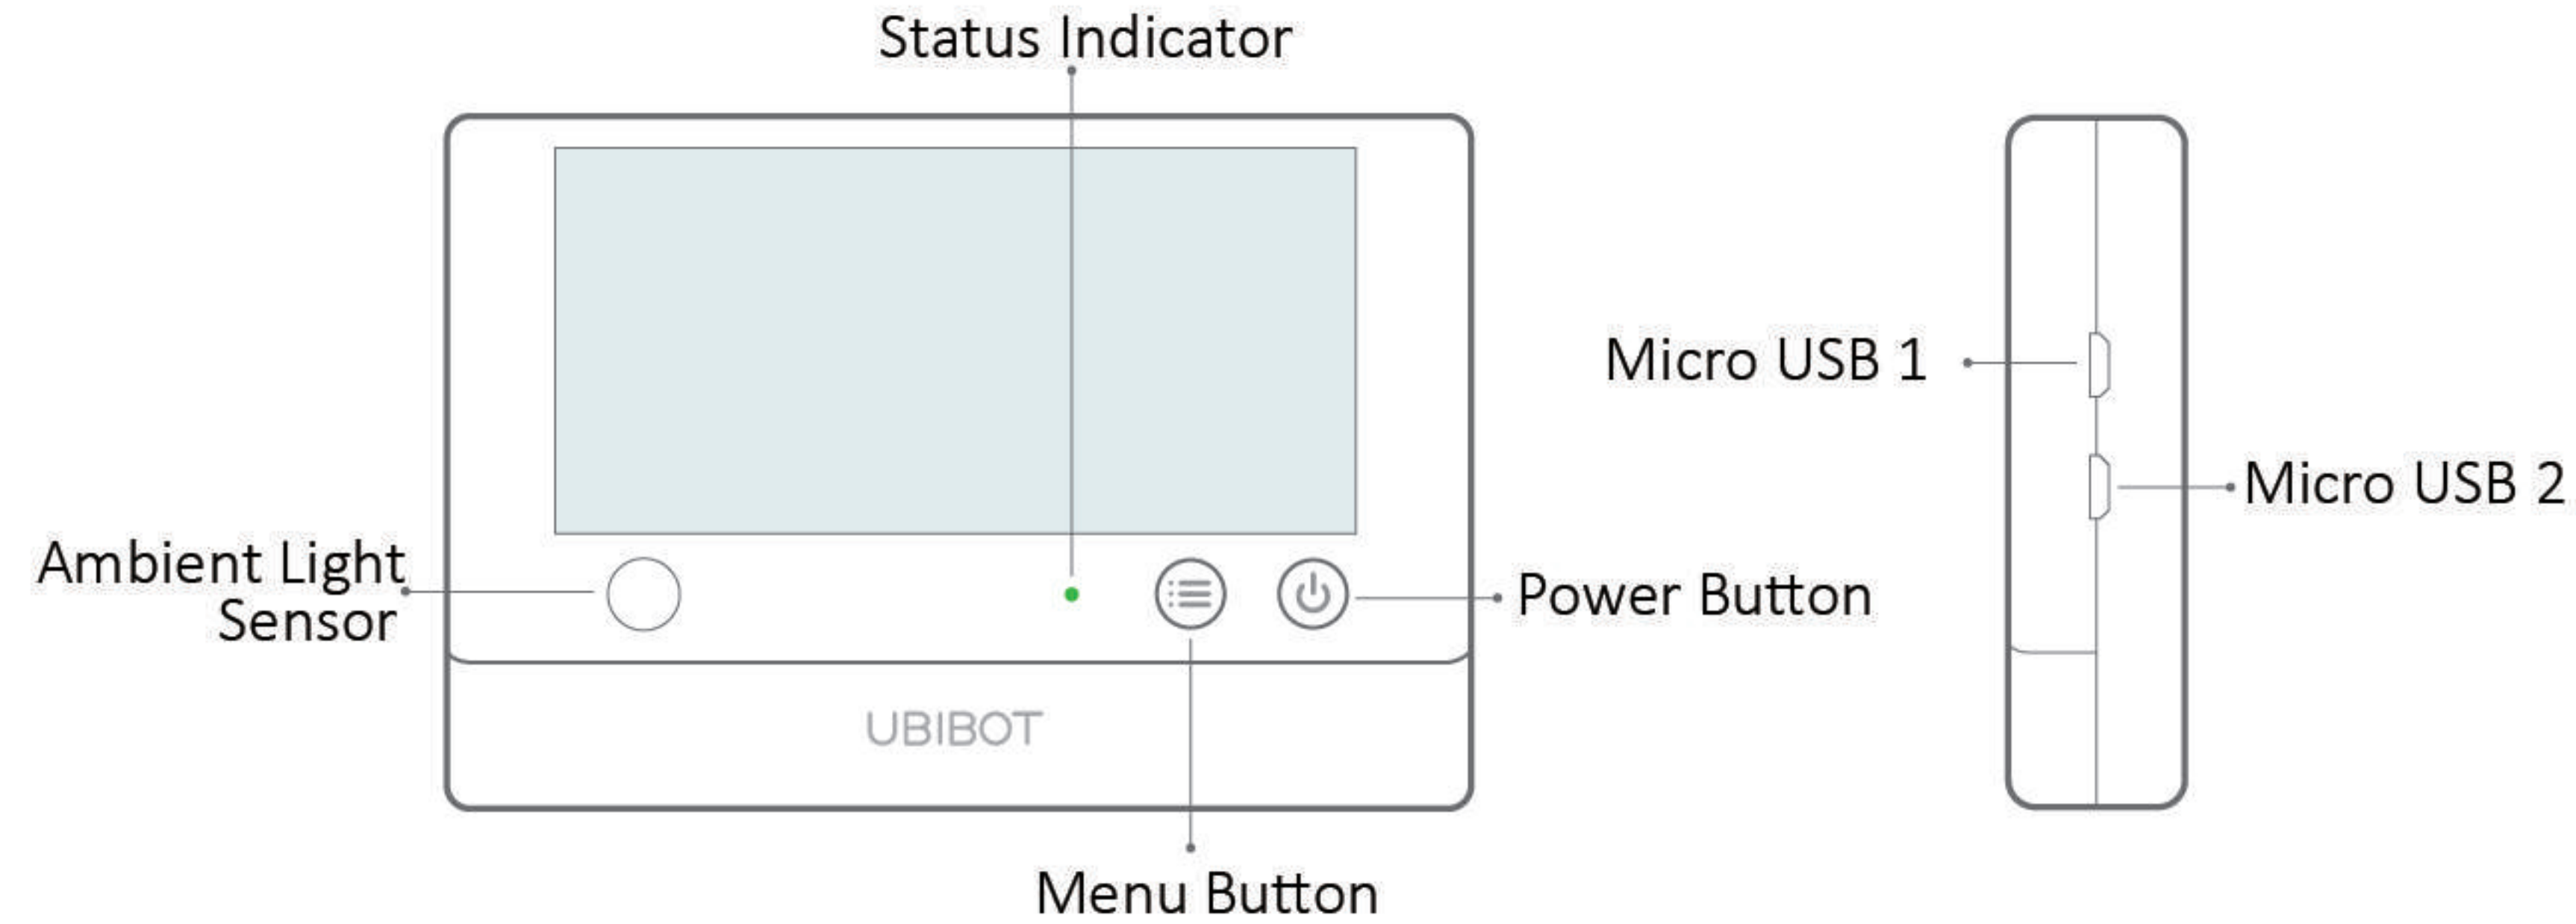 Status Indicator
Micro USB 1
Micro USB 2
Ambient Light
Sensor
Power Button
UBIBOT
Menu Button